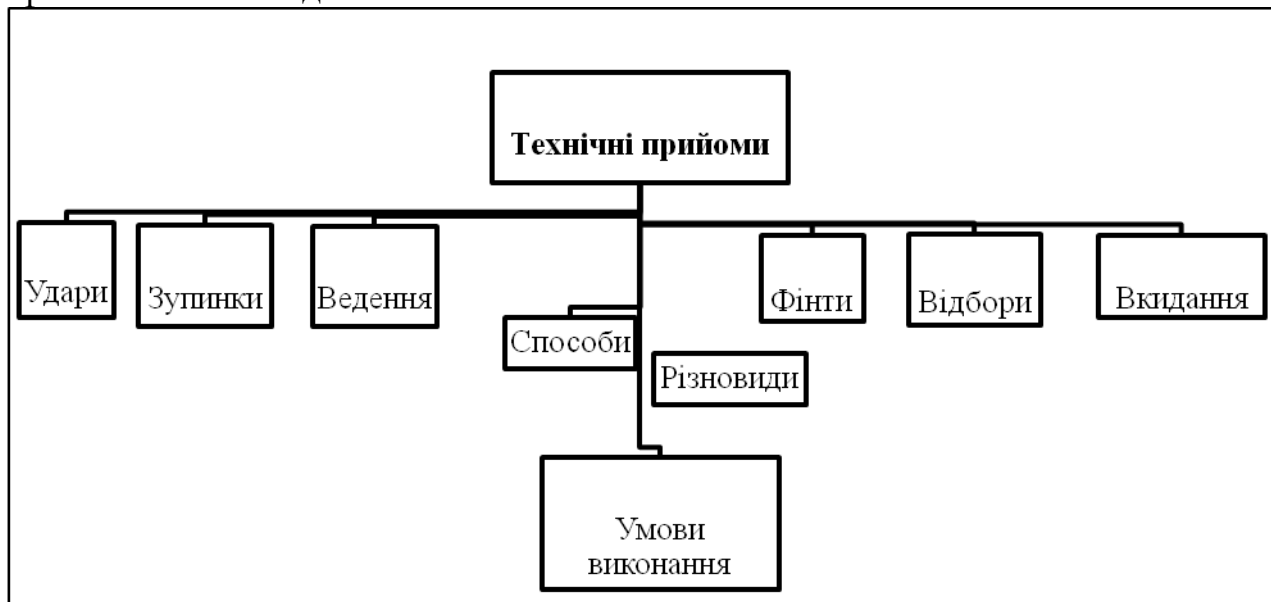 Технічні прийоми
Удари
Зупинки
Ведення
Фінти
Відбори
Вкидання
Способи
Різновиди
Умови
виконання